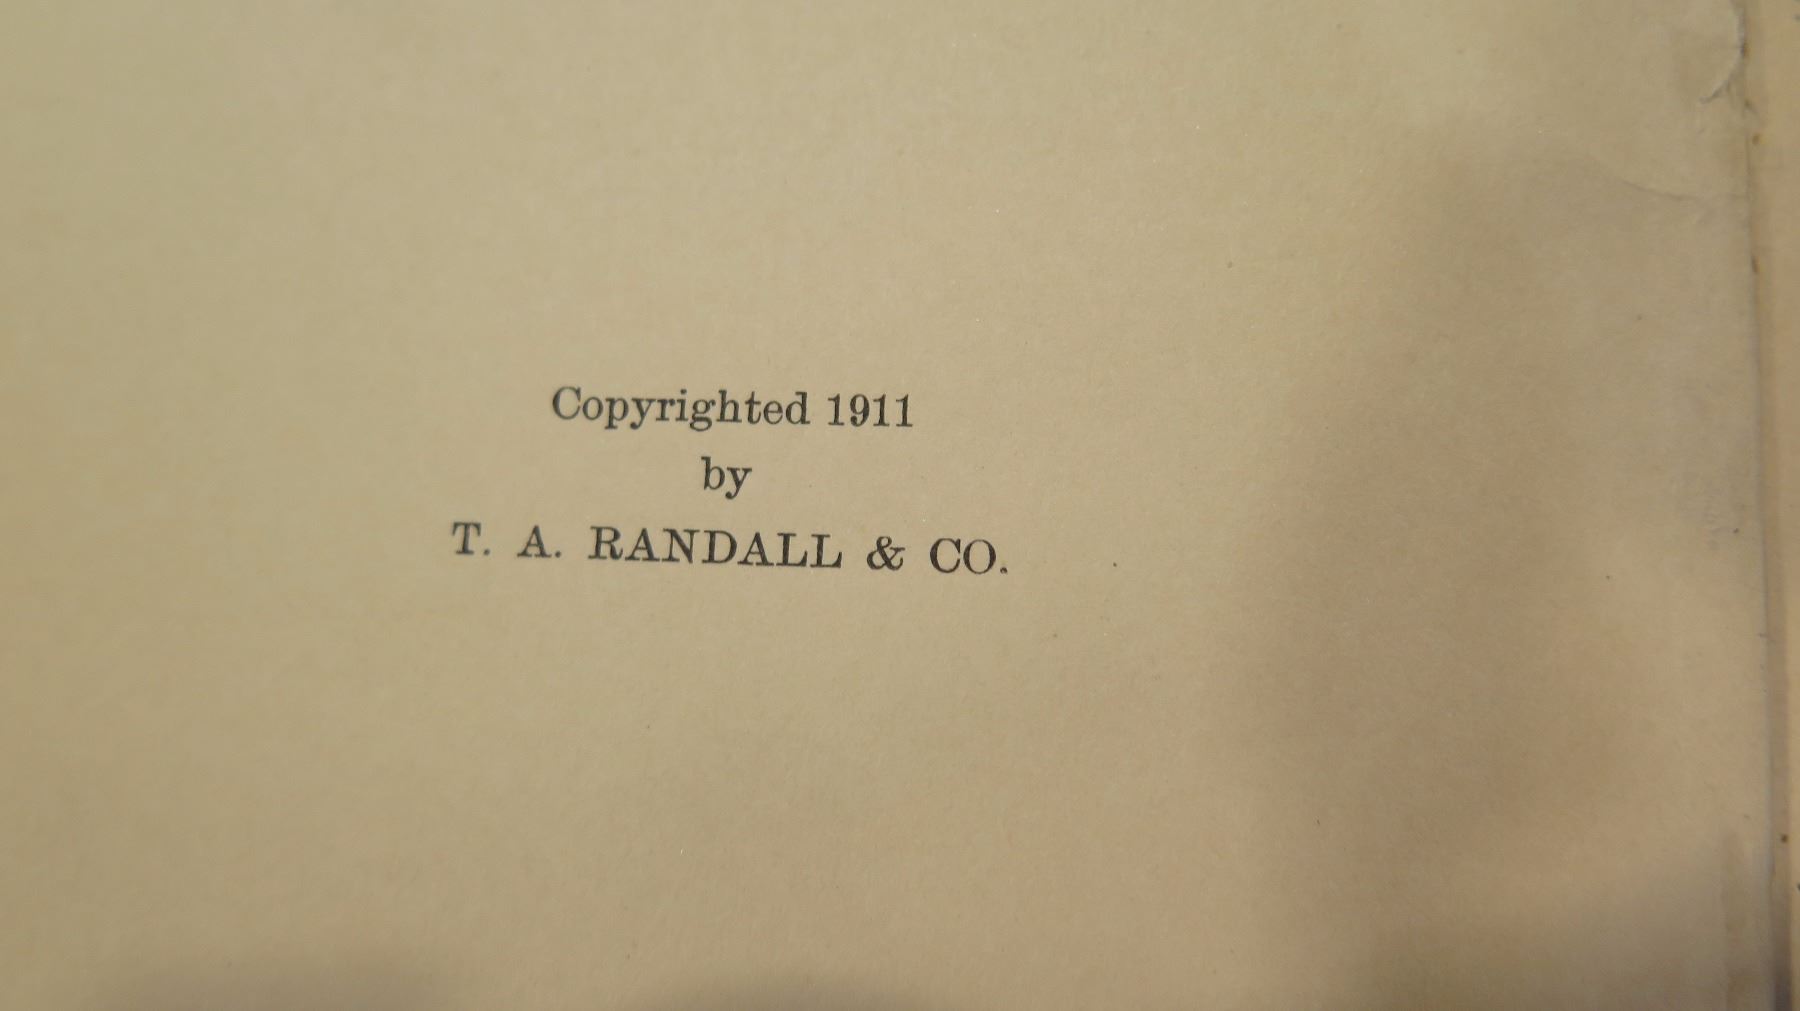 Copyrighted 1911
by
T. A. RANDALL & CO.